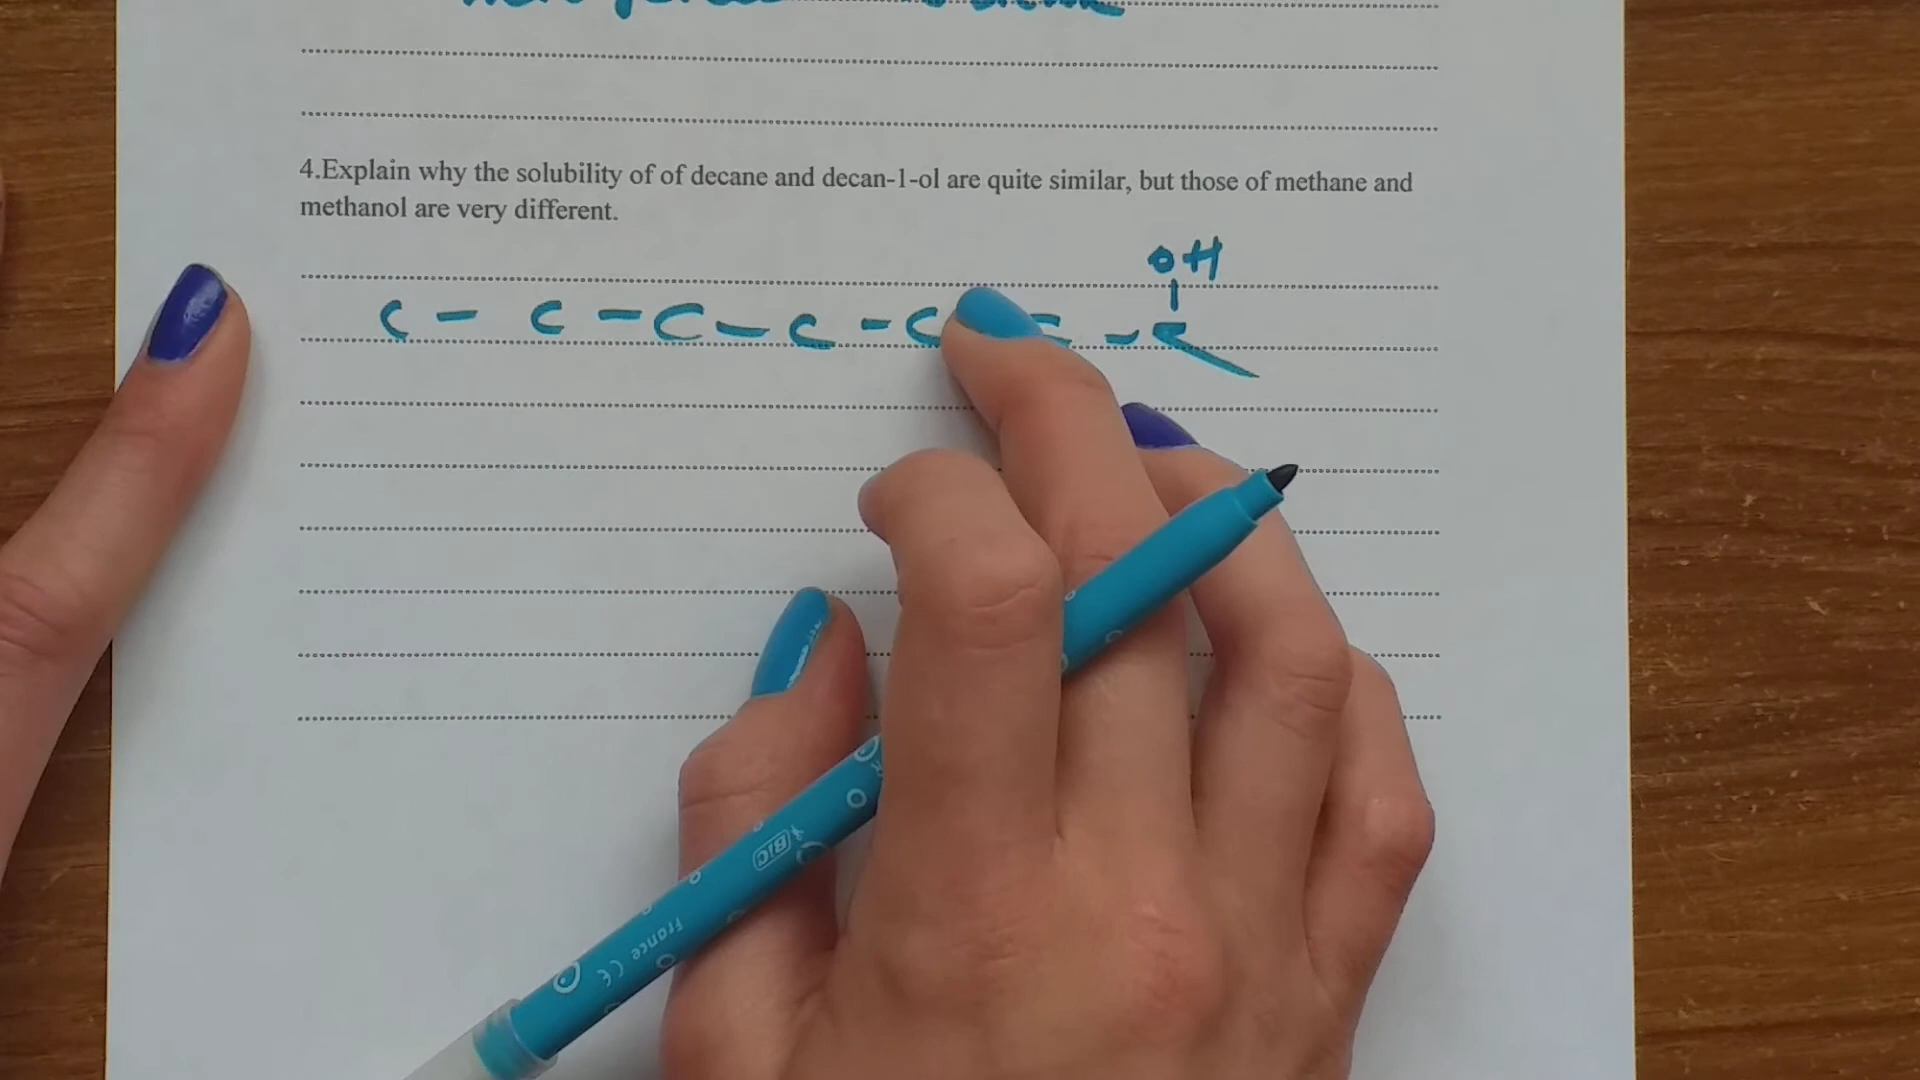 4.Explain why the solubility of of decane and decan-1-ol are quite similar, but those of methane and
methanol are very different.
OH
C - C - C - C - C - C
BIC
France CE